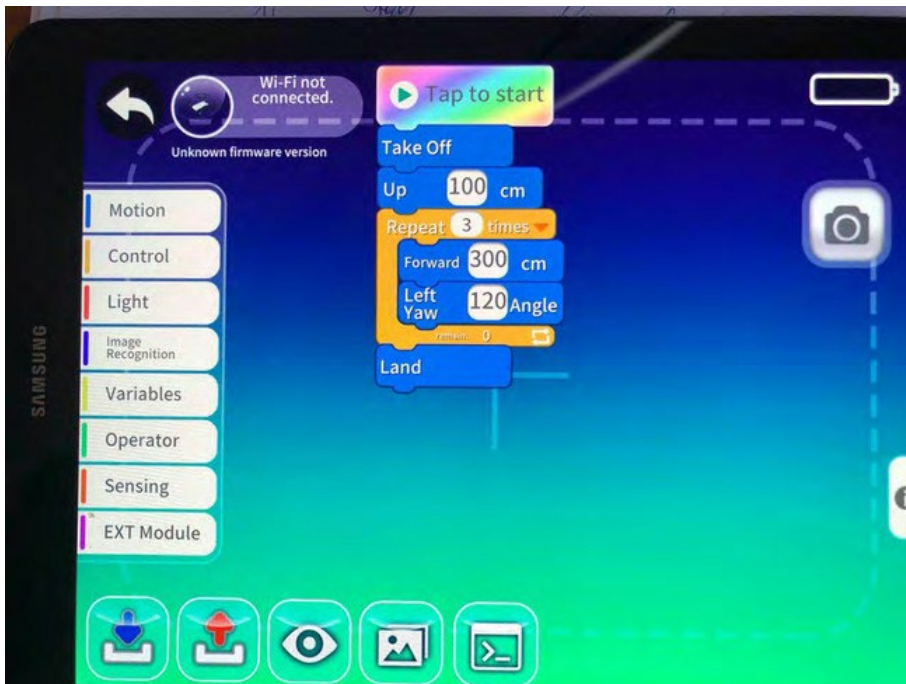 Wi-Fi not
connected.
Unknown firmware version
Tap to start
Take Off
Up 100 cm
Repeat 3 times
Forward 300 cm
Left
Yaw 120 Angle
remain: 0
Land
Motion
Control
Light
Image
Recognition
Variables
Operator
Sensing
EXT Module
SAMSUNG